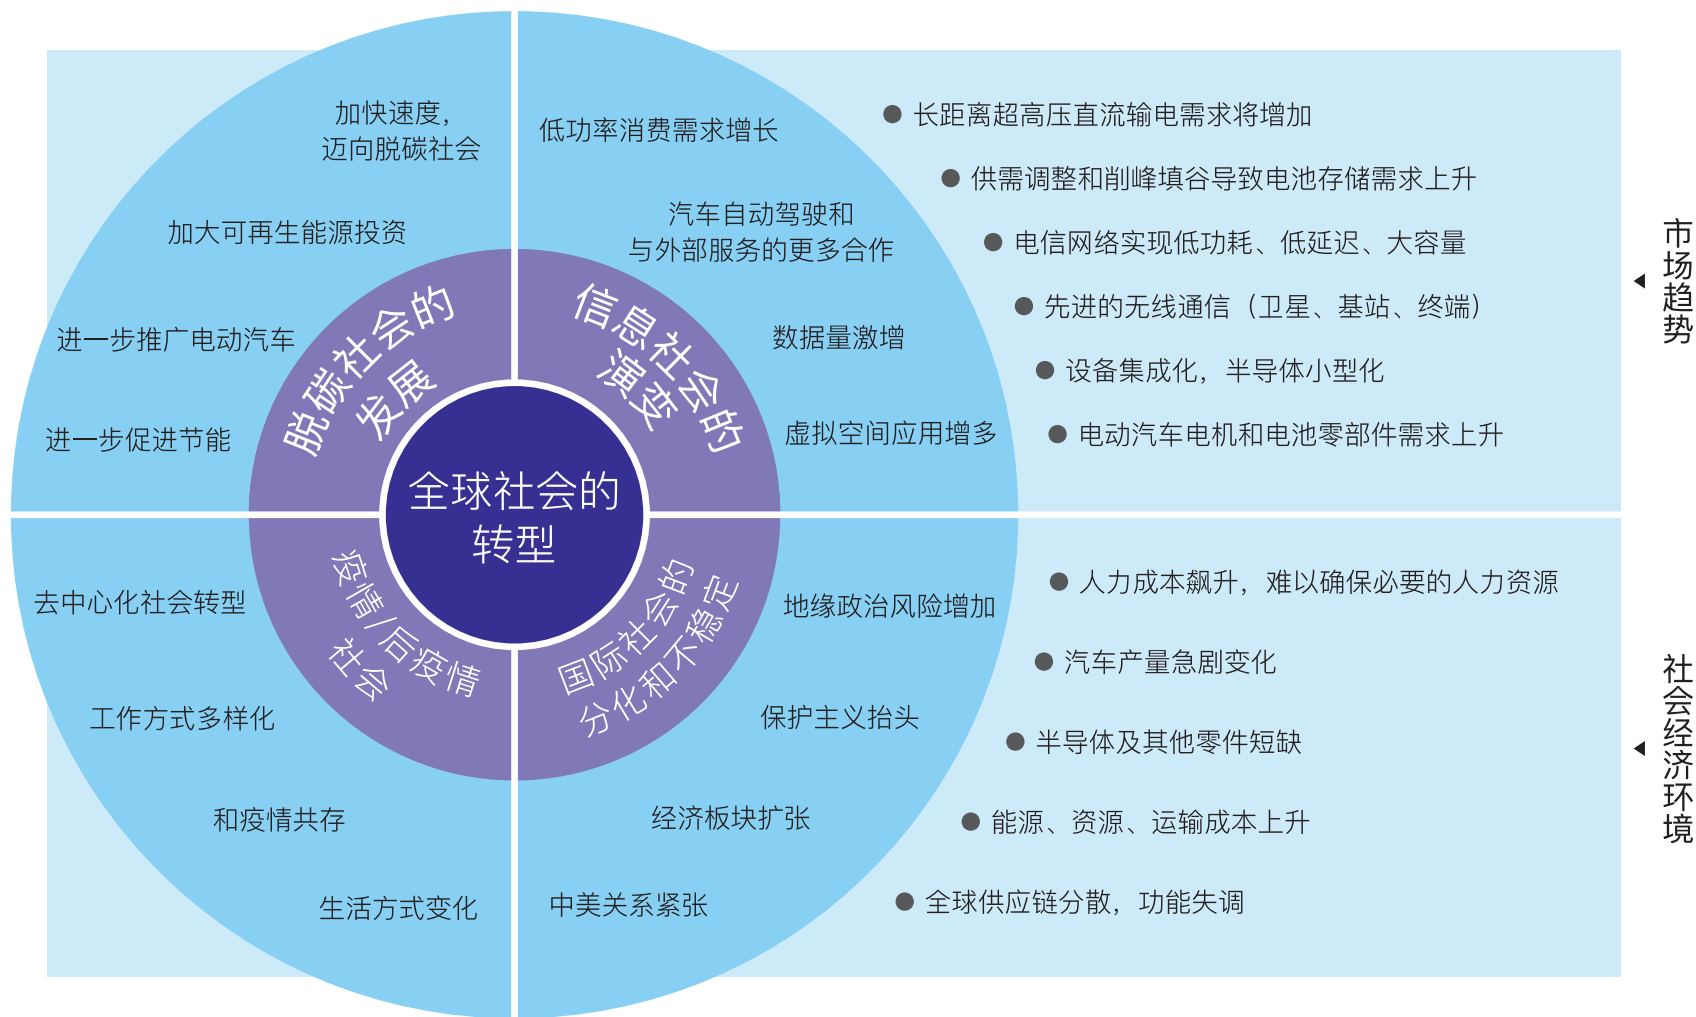 加快速度，
迈向脱碳社会
加大可再生能源投资
进一步推广电动汽车
进一步促进节能
脱碳社会的
发展
低功率消费需求增长
汽车自动驾驶和
与外部服务的更多合作
数据量激增
虚拟空间应用增多
信息社会的
演变
全球社会的
转型
去中心化社会转型
工作方式多样化
和疫情共存
生活方式变化
疫情/后疫情
社会
国际社会的
分化和不稳定
地缘政治风险增加
保护主义抬头
经济板块扩张
中美关系紧张
● 长距离超高压直流输电需求将增加
● 供需调整和削峰填谷导致电池存储需求上升
● 电信网络实现低功耗、低延迟、大容量
● 先进的无线通信（卫星、基站、终端）
● 设备集成化，半导体小型化
● 电动汽车电机和电池零部件需求上升
市场趋势
● 人力成本飙升，难以确保必要的人力资源
● 汽车产量急剧变化
● 半导体及其他零件短缺
● 能源、资源、运输成本上升
● 全球供应链分散，功能失调
社会经济环境